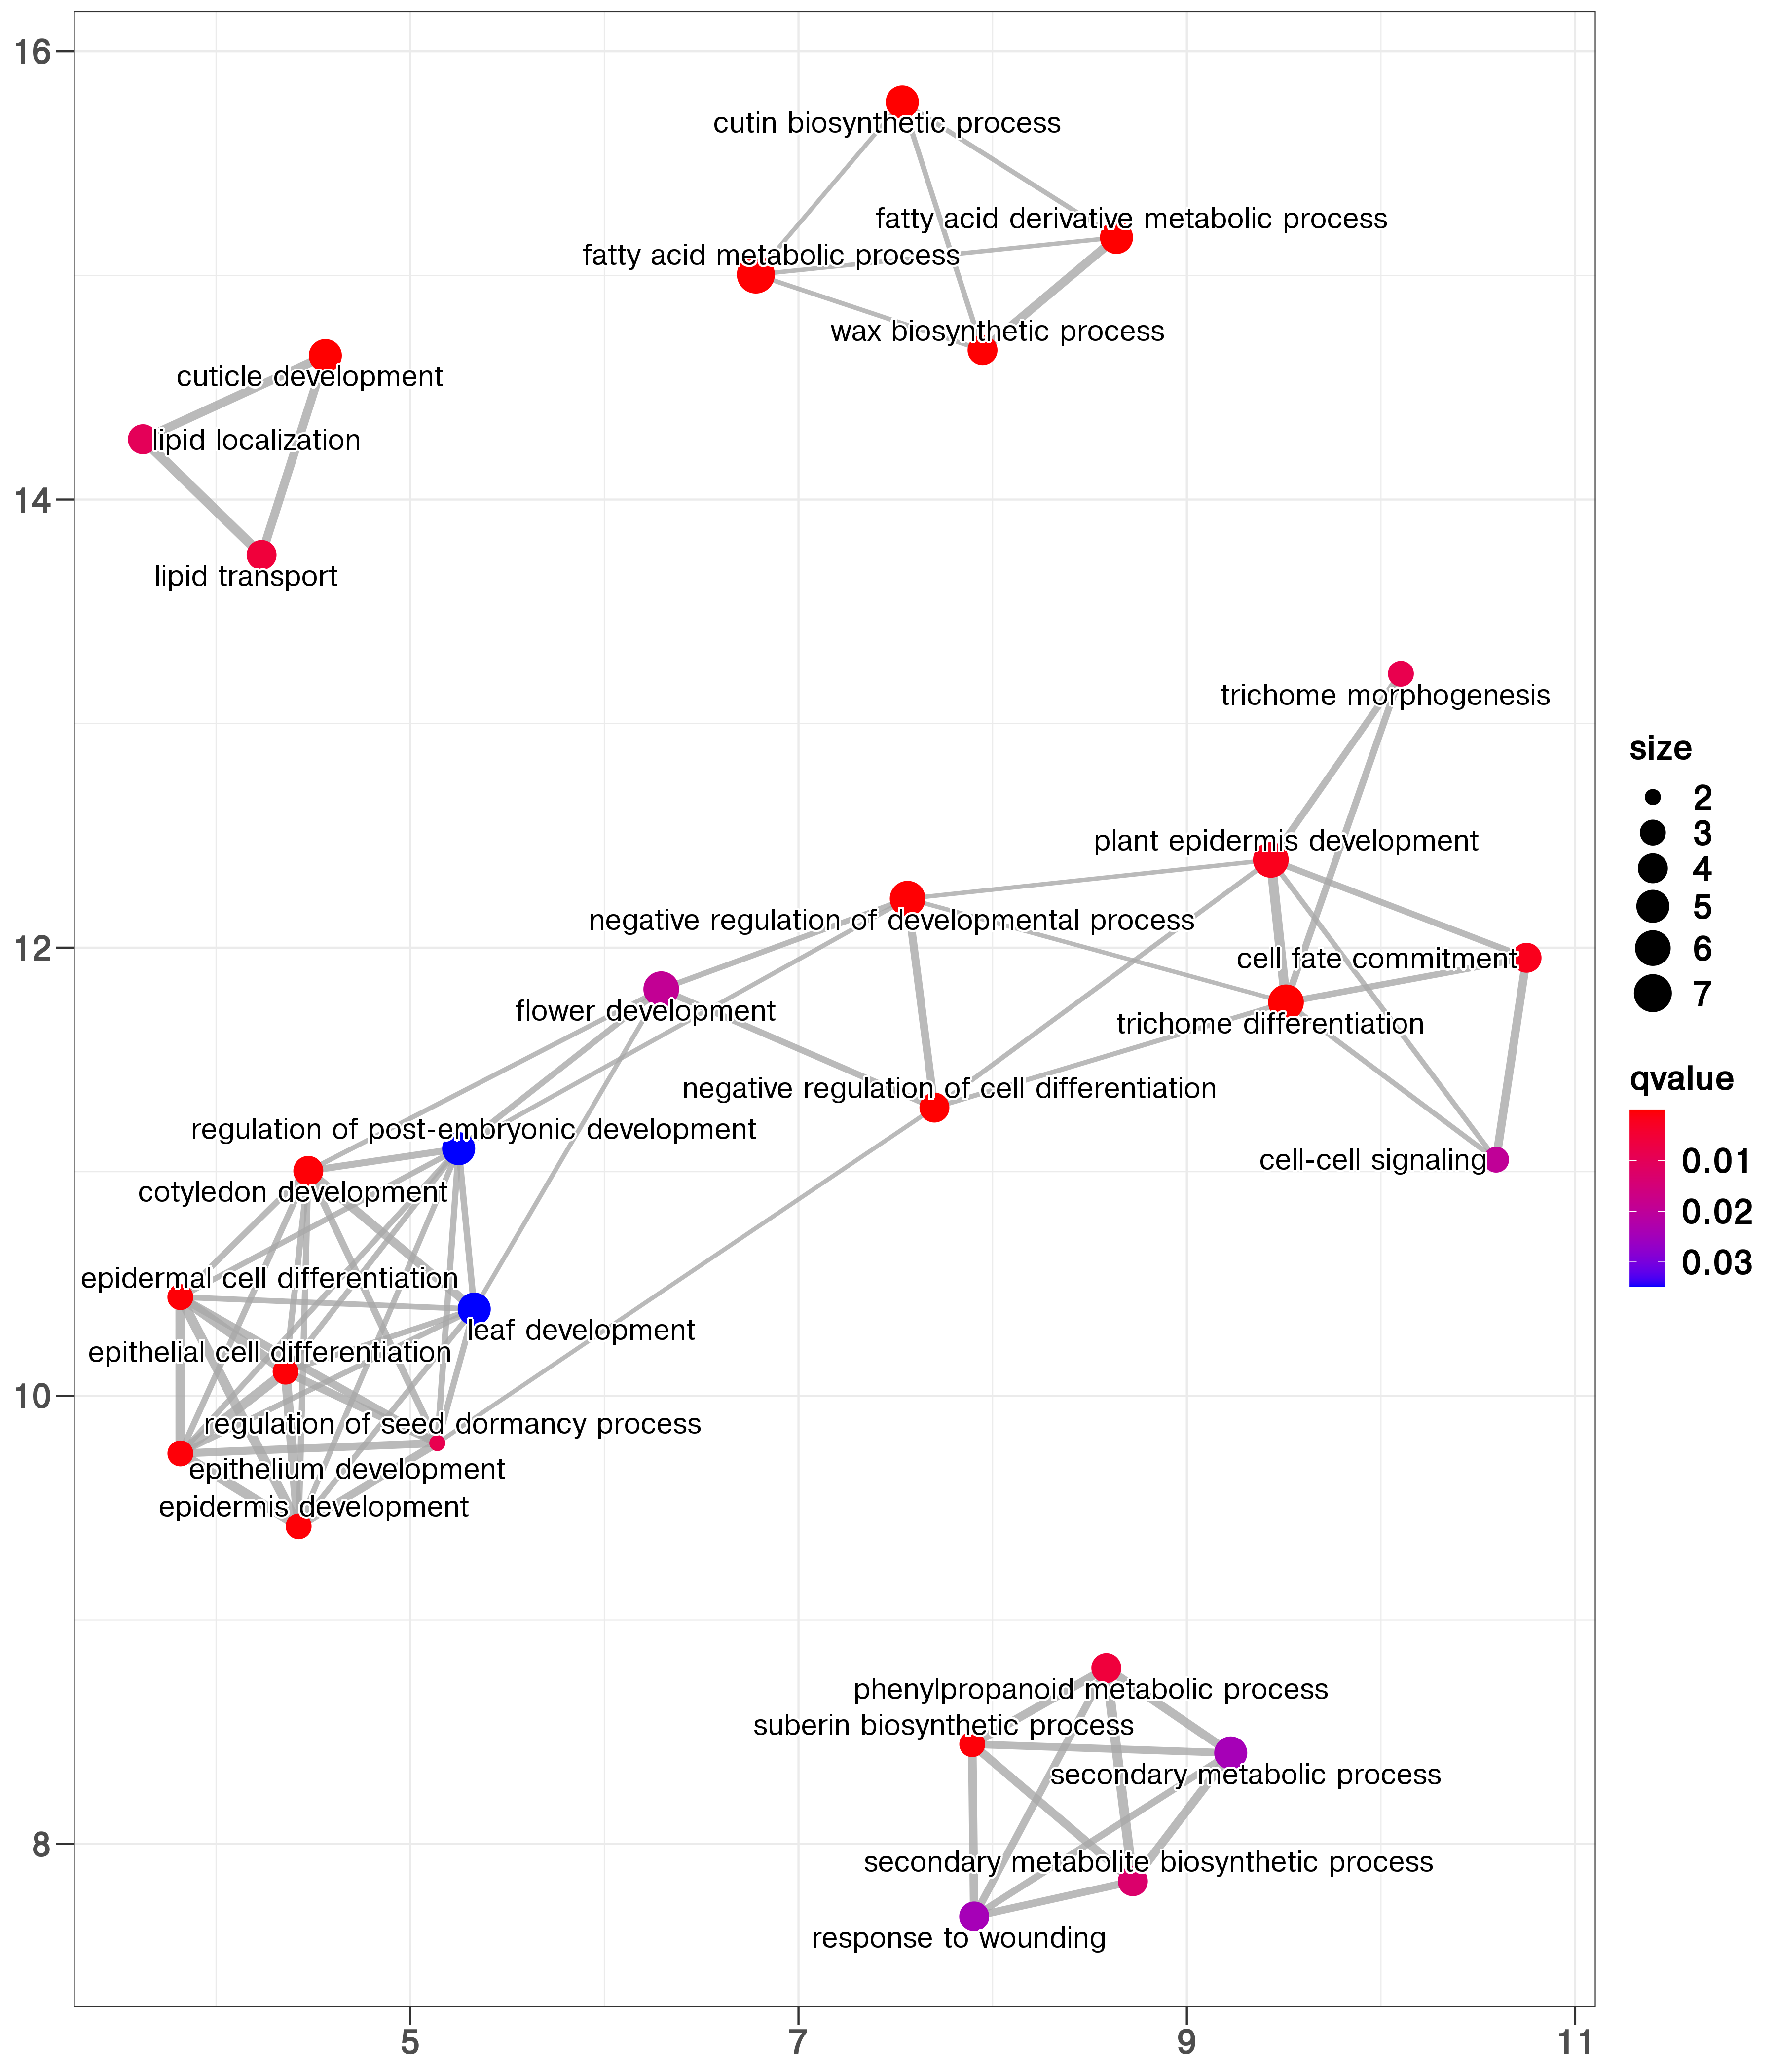 16
cutin biosynthetic process
fatty acid derivative metabolic process
fatty acid metabolic process
wax biosynthetic process
cuticle development
lipid localization
14
lipid transport
trichome morphogenesis
plant epidermis development
negative regulation of developmental process
12
cell fate commitment
flower development
trichome differentiation
negative regulation of cell differentiation
regulation of post-embryonic development
cell-cell signaling
cotyledon development
epidermal cell differentiation
leaf development
epithelial cell differentiation
10
regulation of seed dormancy process
epithelium development
epidermis development
phenylpropanoid metabolic process
suberin biosynthetic process
secondary metabolic process
8
secondary metabolite biosynthetic process
response to wounding
5 7 9 11
size
2
3
4
5
6
7
qvalue
0.01
0.02
0.03